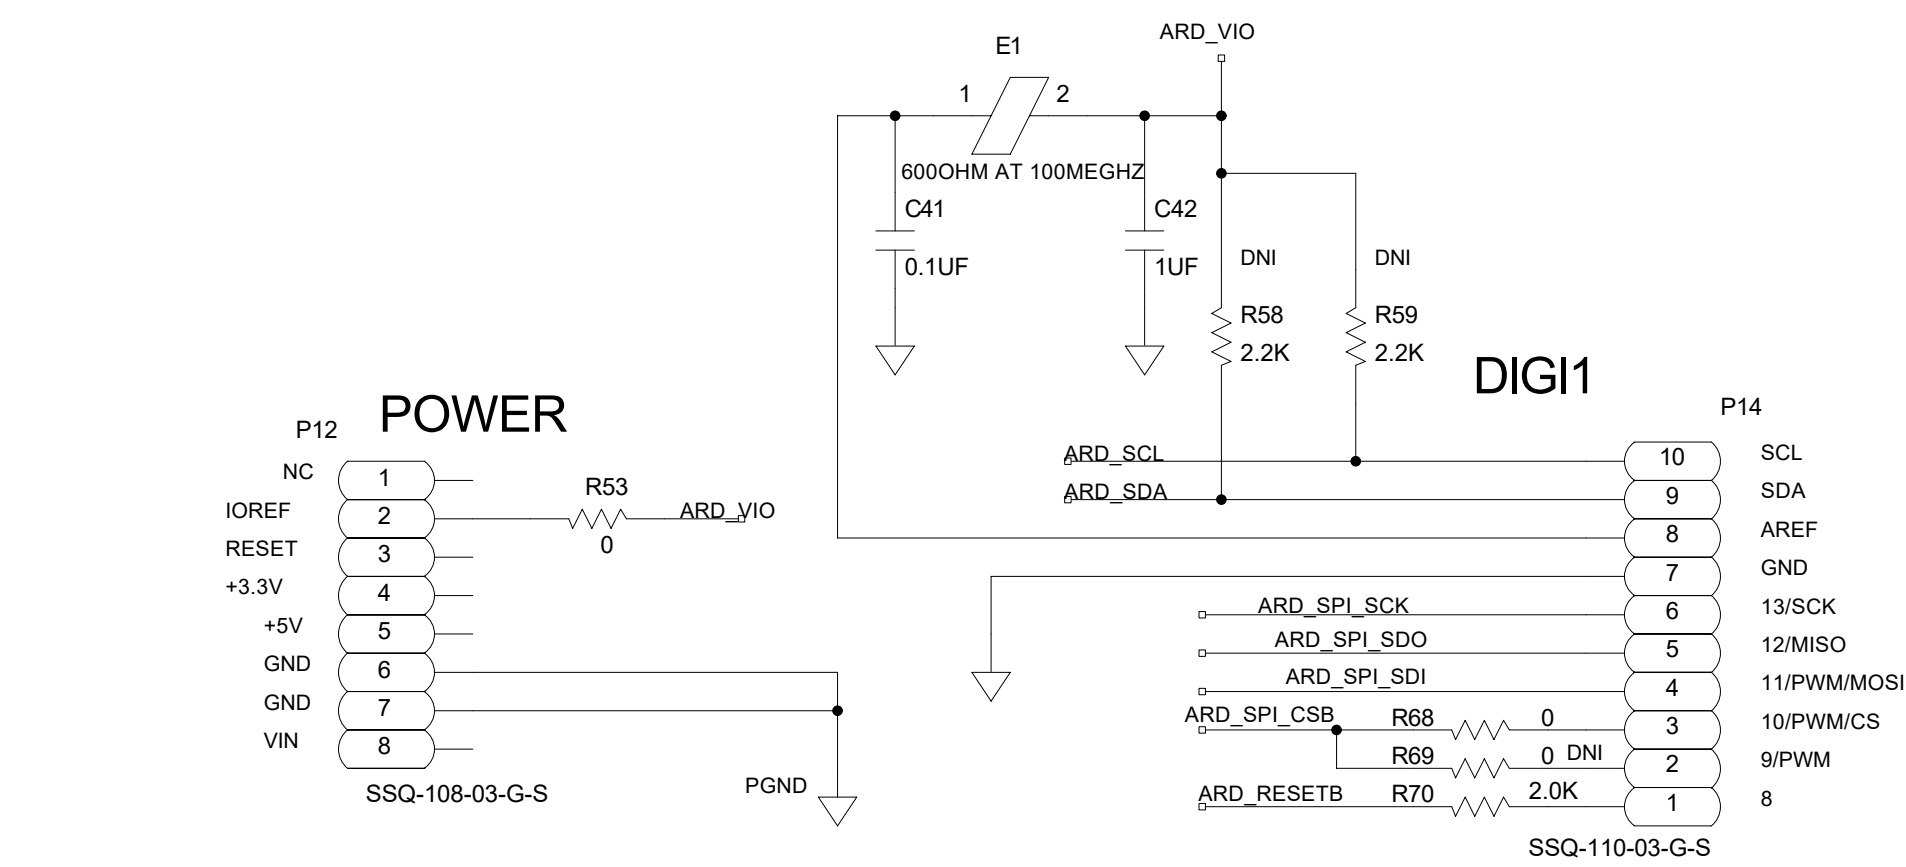 ARD_VIO
E1
1
2
600OHM AT 100MEGHZ
C41
0.1UF
C42
1UF
DNI
DNI
R58
2.2K
R59
2.2K
POWER
P12
NC
1
IOREF
2
R53
0
ARD_VIO
RESET
3
+3.3V
4
+5V
5
GND
6
GND
7
VIN
8
SSQ-108-03-G-S
PGND
DIGI1
P14
ARD_SCL
10
SCL
ARD_SDA
9
SDA
8
AREF
7
GND
ARD_SPI_SCK
6
13/SCK
ARD_SPI_SDO
5
12/MISO
ARD_SPI_SDI
4
11/PWM/MOSI
ARD_SPI_CSB
R68
0
3
10/PWM/CS
R69
0
DNI
2
9/PWM
ARD_RESETB
R70
2.0K
1
8
SSQ-110-03-G-S